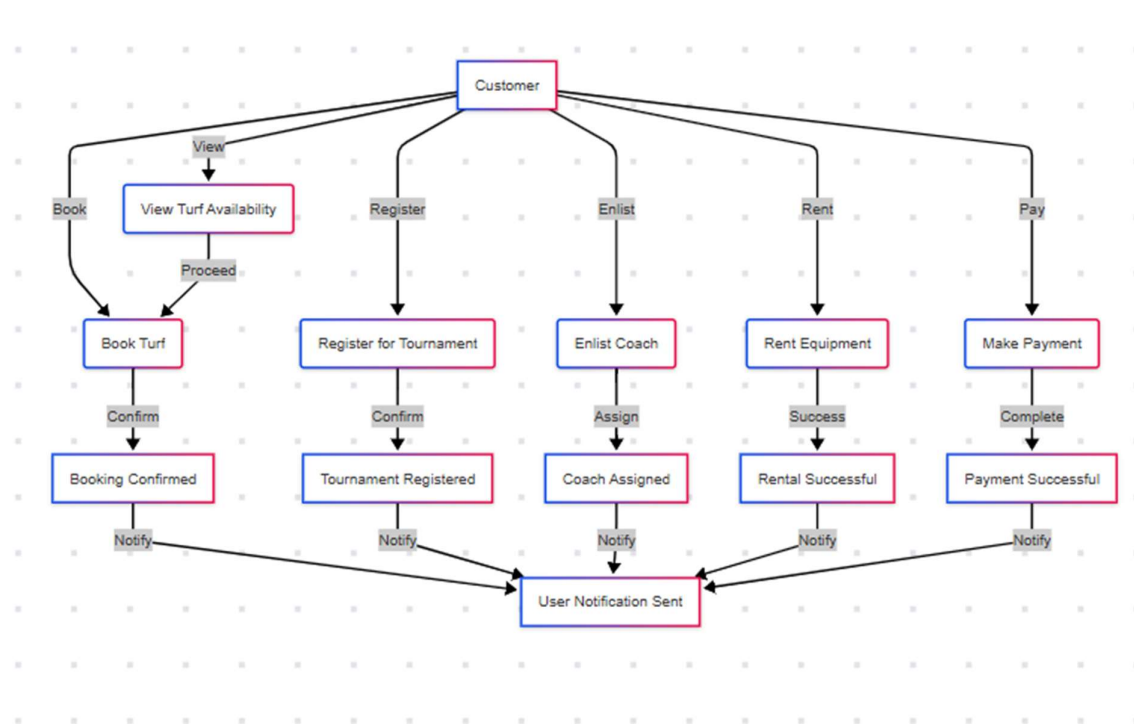 Customer
View
View Turf Availability
Book
Register
Enlist
Rent
Pay
Proceed
Book Turf
Register for Tournament
Enlist Coach
Rent Equipment
Make Payment
Confirm
Confirm
Assign
Success
Complete
Booking Confirmed
Tournament Registered
Coach Assigned
Rental Successful
Payment Successful
Notify
Notify
Notify
Notify
Notify
User Notification Sent